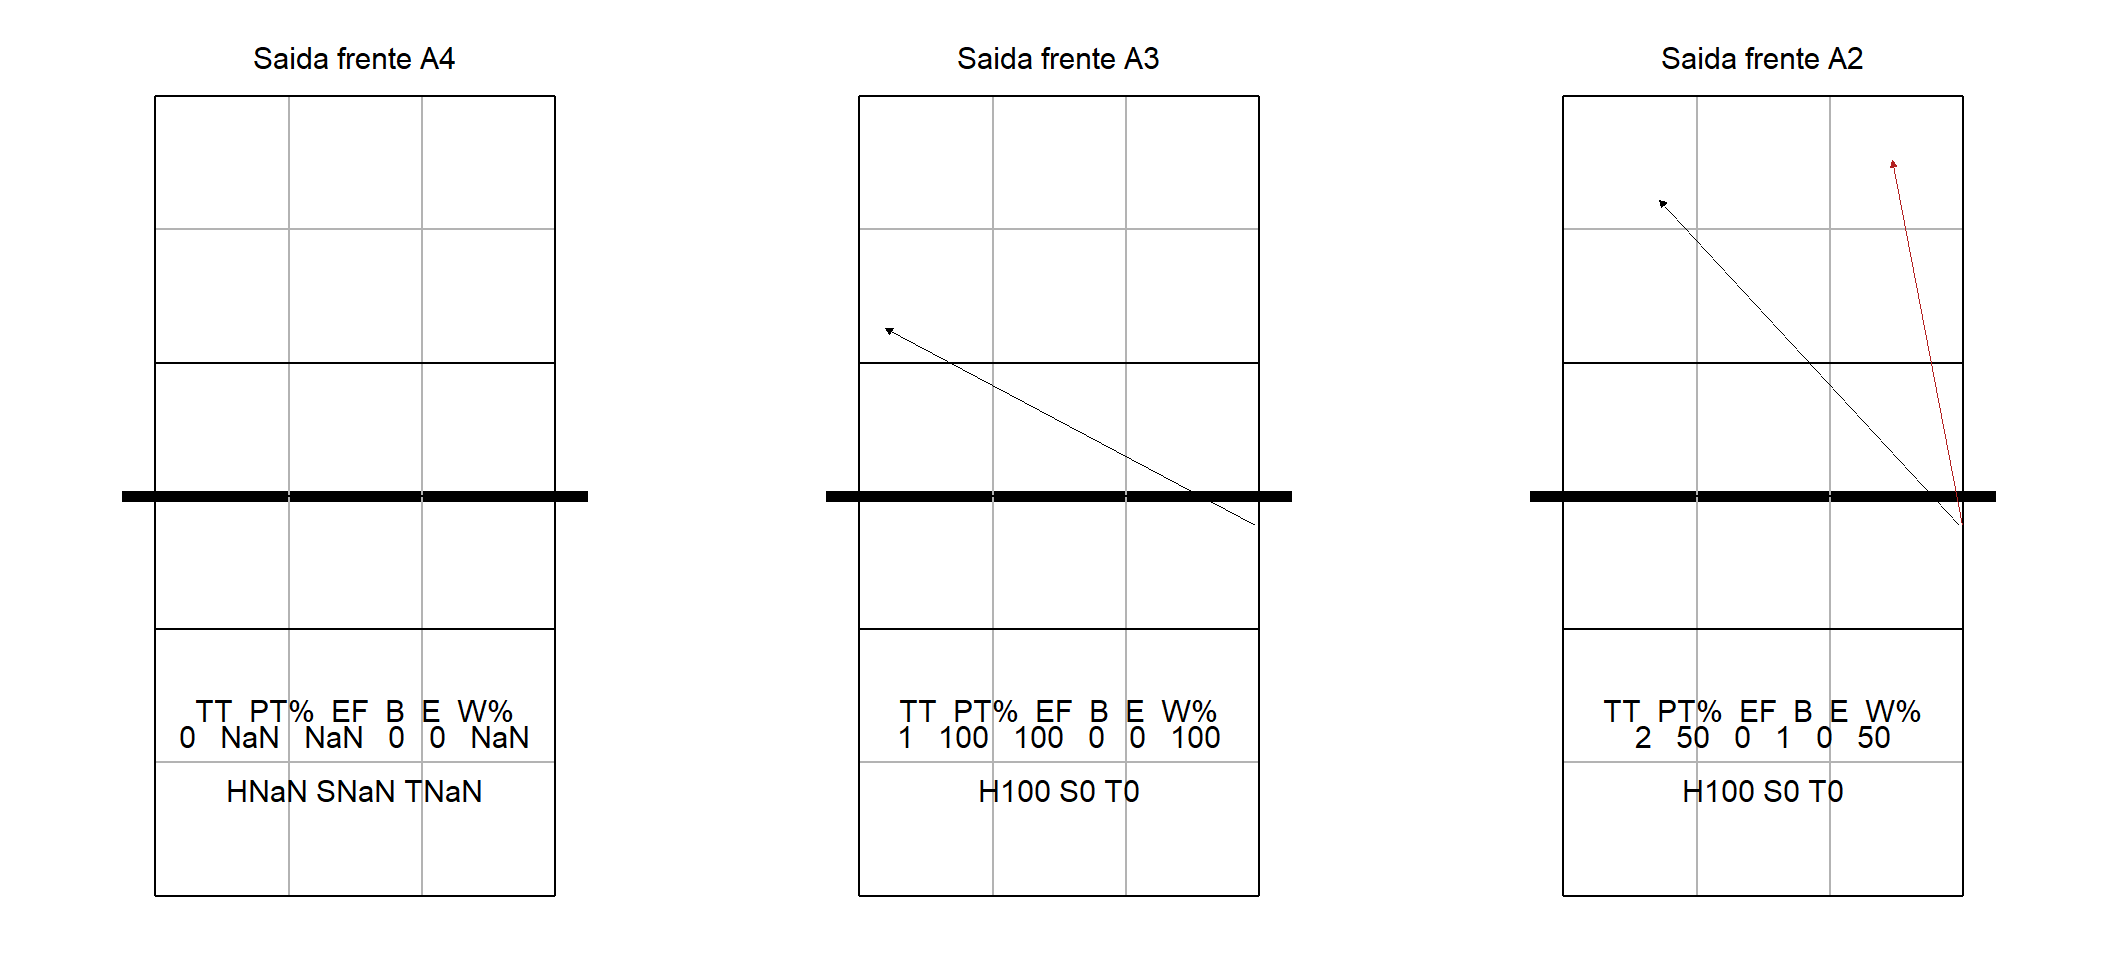 Saida frente A4
TT PT% EF B E W%
0 NaN NaN 0 0 NaN
HNaN SNaN TNaN
Saida frente A3
TT PT% EF B E W%
1 100 100 0 0 100
H100 S0 T0
Saida frente A2
TT PT% EF B E W%
2 50 0 1 0 50
H100 S0 T0